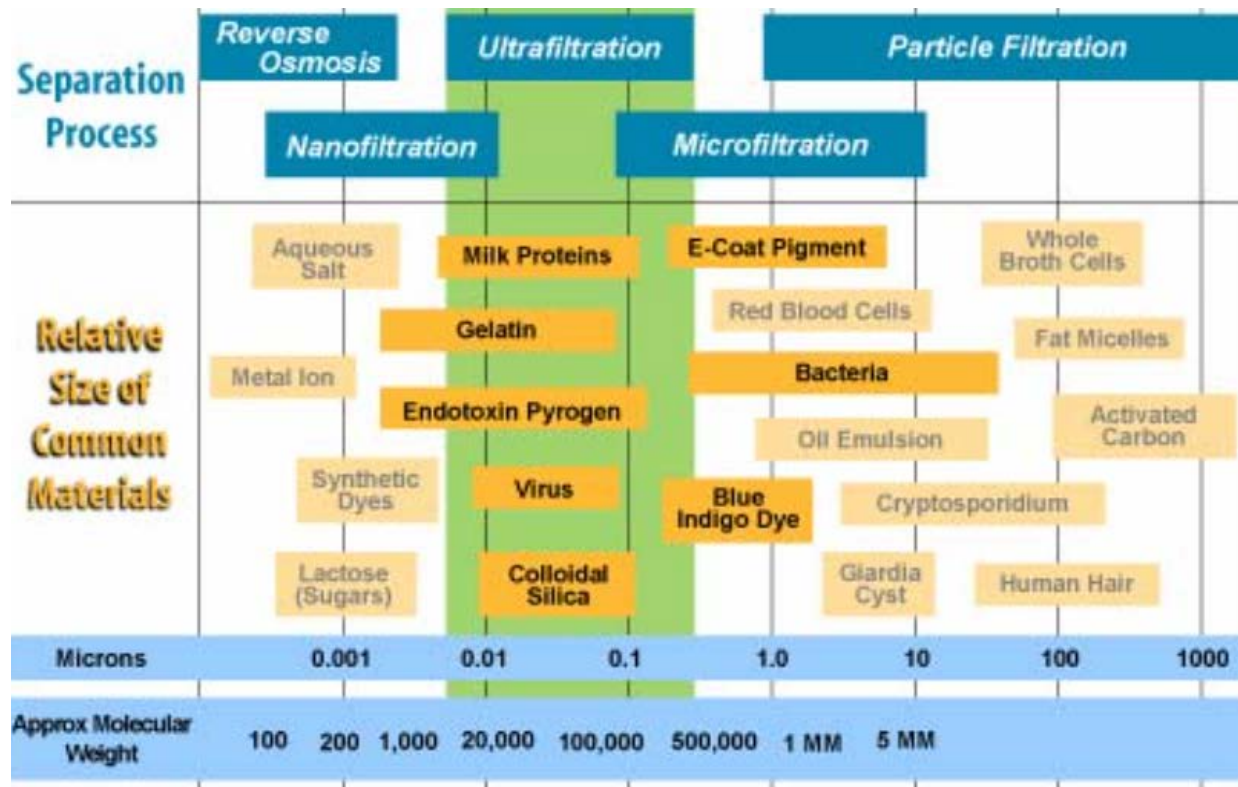 Separation
Process
Reverse
Osmosis
Ultrafiltration
Particle Filtration
Nanofiltration
Microfiltration
Relative
Size of
Common
Materials
Aqueous
Salt
Milk Proteins
E-Coat Pigment
Whole
Broth Cells
Red Blood Cells
Gelatin
Fat Micelles
Metal Ion
Bacteria
Endotoxin Pyrogen
Activated
Carbon
Oil Emulsion
Synthetic
Dyes
Virus
Blue
Indigo Dye
Cryptosporidium
Lactose
(Sugars)
Colloidal
Silica
Giardia
Cyst
Human Hair
Microns 0.001 0.01 0.1 1.0 10 100 1000
Approx Molecular
Weight
100 200 1,000 20,000 100,000 500,000 1 MM 5 MM